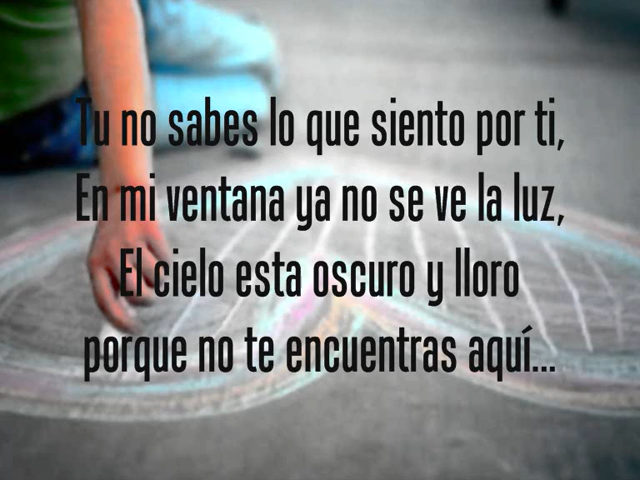 Tu no sabes lo que siento por ti,
En mi ventana ya no se ve la luz,
El cielo esta oscuro y lloro
porque no te encuentras aquí...